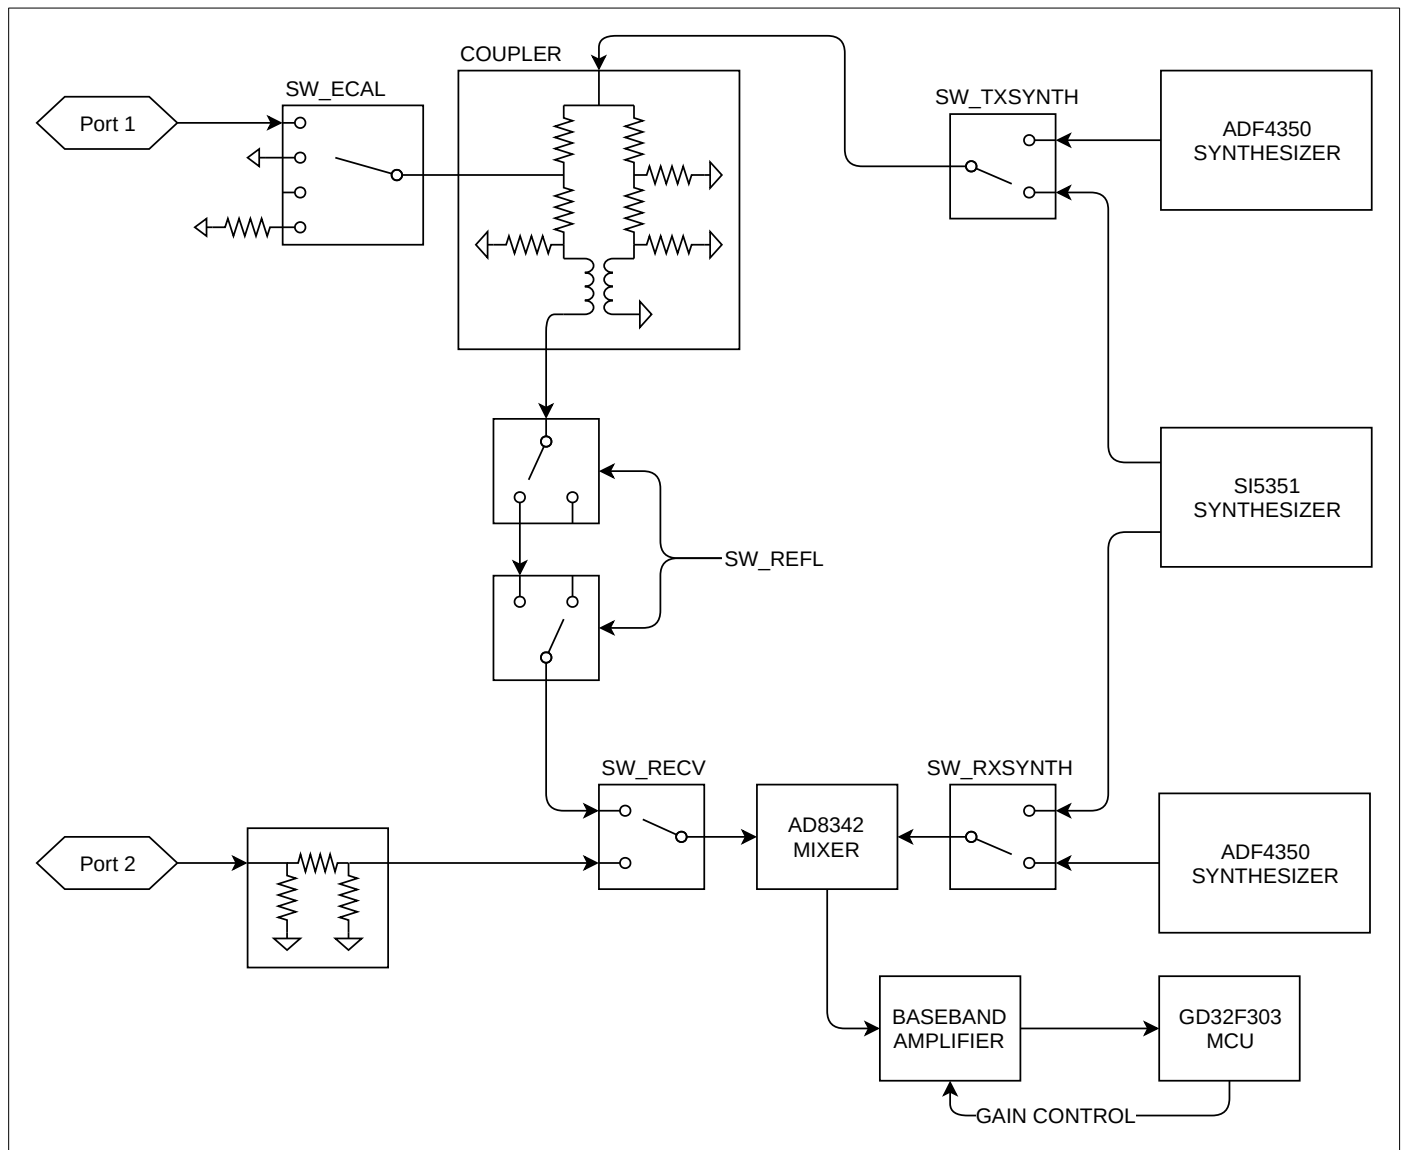 COUPLER
SW_ECAL
Port 1
SW_TXSYNTH
ADF4350
SYNTHESIZER
SI5351
SYNTHESIZER
SW_REFL
SW_RECV
SW_RXSYNTH
AD8342
MIXER
ADF4350
SYNTHESIZER
Port 2
BASEBAND
AMPLIFIER
GD32F303
MCU
GAIN CONTROL